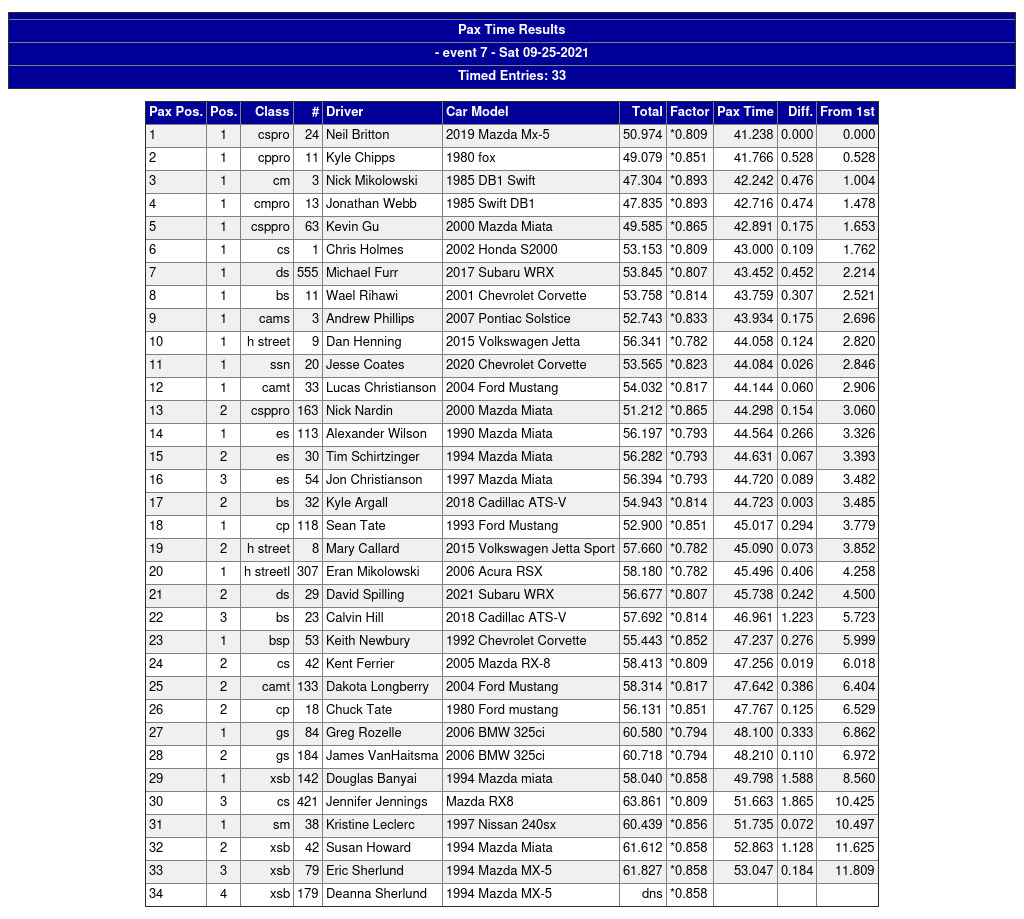 Pax Time Results
- event 7 - Sat 09-25-2021
Timed Entries: 33
Pax Pos. Pos. Class # Driver Car Model Total Factor Pax Time Diff. From 1st
1 1 cspro 24 Neil Britton 2019 Mazda Mx-5 50.974 *0.809 41.238 0.000 0.000
2 1 cppro 11 Kyle Chipps 1980 fox 49.079 *0.851 41.766 0.528 0.528
3 1 cm 3 Nick Mikolowski 1985 DB1 Swift 47.304 *0.893 42.242 0.476 1.004
4 1 cmpro 13 Jonathan Webb 1985 Swift DB1 47.835 *0.893 42.716 0.474 1.478
5 1 csppro 63 Kevin Gu 2000 Mazda Miata 49.585 *0.865 42.891 0.175 1.653
6 1 cs 1 Chris Holmes 2002 Honda S2000 53.153 *0.809 43.000 0.109 1.762
7 1 ds 555 Michael Furr 2017 Subaru WRX 53.845 *0.807 43.452 0.452 2.214
8 1 bs 11 Wael Rihawi 2001 Chevrolet Corvette 53.758 *0.814 43.759 0.307 2.521
9 1 cams 3 Andrew Phillips 2007 Pontiac Solstice 52.743 *0.833 43.934 0.175 2.696
10 1 h street 9 Dan Henning 2015 Volkswagen Jetta 56.341 *0.782 44.058 0.124 2.820
11 1 ssn 20 Jesse Coates 2020 Chevrolet Corvette 53.565 *0.823 44.084 0.026 2.846
12 1 camt 33 Lucas Christianson 2004 Ford Mustang 54.032 *0.817 44.144 0.060 2.906
13 2 csppro 163 Nick Nardin 2000 Mazda Miata 51.212 *0.865 44.298 0.154 3.060
14 1 es 113 Alexander Wilson 1990 Mazda Miata 56.197 *0.793 44.564 0.266 3.326
15 2 es 30 Tim Schirtzinger 1994 Mazda Miata 56.282 *0.793 44.631 0.067 3.393
16 3 es 54 Jon Christianson 1997 Mazda Miata 56.394 *0.793 44.720 0.089 3.482
17 2 bs 32 Kyle Argall 2018 Cadillac ATS-V 54.943 *0.814 44.723 0.003 3.485
18 1 cp 118 Sean Tate 1993 Ford Mustang 52.900 *0.851 45.017 0.294 3.779
19 2 h street 8 Mary Callard 2015 Volkswagen Jetta Sport 57.660 *0.782 45.090 0.073 3.852
20 1 h streetl 307 Eran Mikolowski 2006 Acura RSX 58.180 *0.782 45.496 0.406 4.258
21 2 ds 29 David Spilling 2021 Subaru WRX 56.677 *0.807 45.738 0.242 4.500
22 3 bs 23 Calvin Hill 2018 Cadillac ATS-V 57.692 *0.814 46.961 1.223 5.723
23 1 bsp 53 Keith Newbury 1992 Chevrolet Corvette 55.443 *0.852 47.237 0.276 5.999
24 2 cs 42 Kent Ferrier 2005 Mazda RX-8 58.413 *0.809 47.256 0.019 6.018
25 2 camt 133 Dakota Longberry 2004 Ford Mustang 58.314 *0.817 47.642 0.386 6.404
26 2 cp 18 Chuck Tate 1980 Ford mustang 56.131 *0.851 47.767 0.125 6.529
27 1 gs 84 Greg Rozelle 2006 BMW 325ci 60.580 *0.794 48.100 0.333 6.862
28 2 gs 184 James VanHaitsma 2006 BMW 325ci 60.718 *0.794 48.210 0.110 6.972
29 1 xsb 142 Douglas Banyai 1994 Mazda miata 58.040 *0.858 49.798 1.588 8.560
30 3 cs 421 Jennifer Jennings Mazda RX8 63.861 *0.809 51.663 1.865 10.425
31 1 sm 38 Kristine Leclerc 1997 Nissan 240sx 60.439 *0.856 51.735 0.072 10.497
32 2 xsb 42 Susan Howard 1994 Mazda Miata 61.612 *0.858 52.863 1.128 11.625
33 3 xsb 79 Eric Sherlund 1994 Mazda MX-5 61.827 *0.858 53.047 0.184 11.809
34 4 xsb 179 Deanna Sherlund 1994 Mazda MX-5 dns *0.858